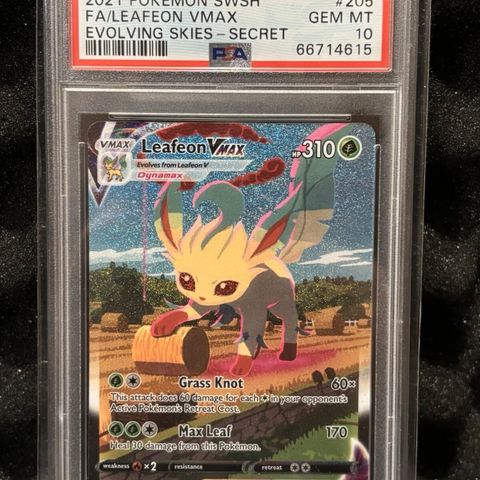 2021 POKEMON SWSH #205
FA/LEAFEON VMAX GEM MT
EVOLVING SKIES – SECRET 10
PSA 66714615
VMAX Leafeon VMAX HP 310
Evolves from Leafeon V
Dynamax
Grass Knot 60×
This attack does 60 damage for each in your opponent's
Active Pokémon's Retreat Cost.
Max Leaf 170
Heal 30 damage from this Pokémon.
weakness ×2 resistance retreat